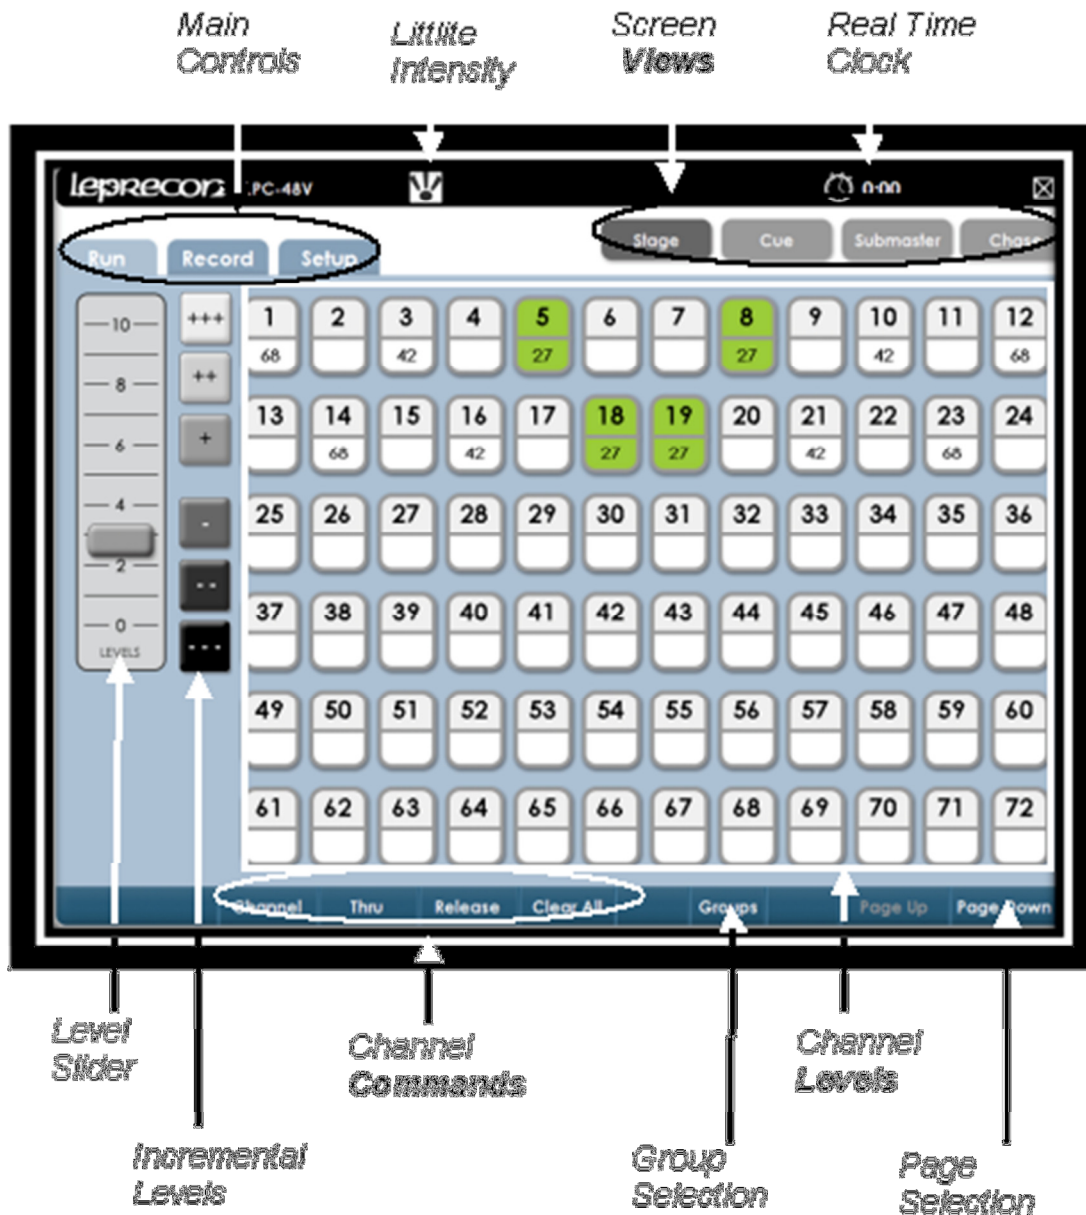 Main Controls
Littlite Intensity
Screen Views
Real Time Clock
leprecon LPC-48V
0:00
Run Record Setup
Stage Cue Submaster Chase
10
8
6
4
2
0
LEVELS
+++
++
+
-
--
---
1 2 3 4 5 6 7 8 9 10 11 12
68 42 27 27 42 68
13 14 15 16 17 18 19 20 21 22 23 24
68 42 27 27 42 68
25 26 27 28 29 30 31 32 33 34 35 36
37 38 39 40 41 42 43 44 45 46 47 48
49 50 51 52 53 54 55 56 57 58 59 60
61 62 63 64 65 66 67 68 69 70 71 72
Channel Thru Release Clear All Groups Page Up Page Down
Level Slider
Channel Commands
Channel Levels
Incremental Levels
Group Selection
Page Selection